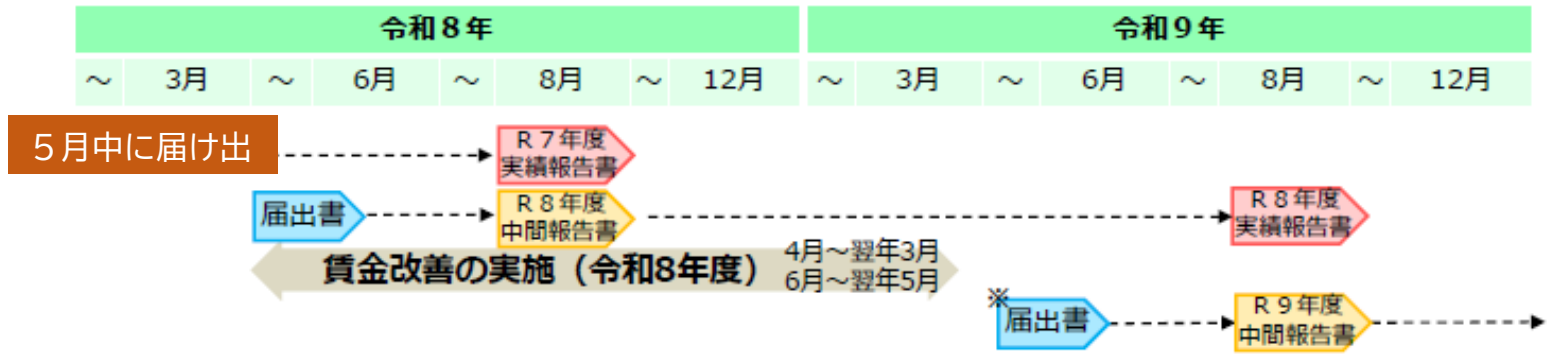 令和８年 令和９年
～ 3月 ～ 6月 ～ 8月 ～ 12月 ～ 3月 ～ 6月 ～ 8月 ～ 12月
５月中に届け出
Ｒ７年度
実績報告書
届出書
Ｒ８年度
中間報告書
Ｒ８年度
実績報告書
賃金改善の実施（令和8年度）
4月～翌年3月
6月～翌年5月
※
届出書
Ｒ９年度
中間報告書